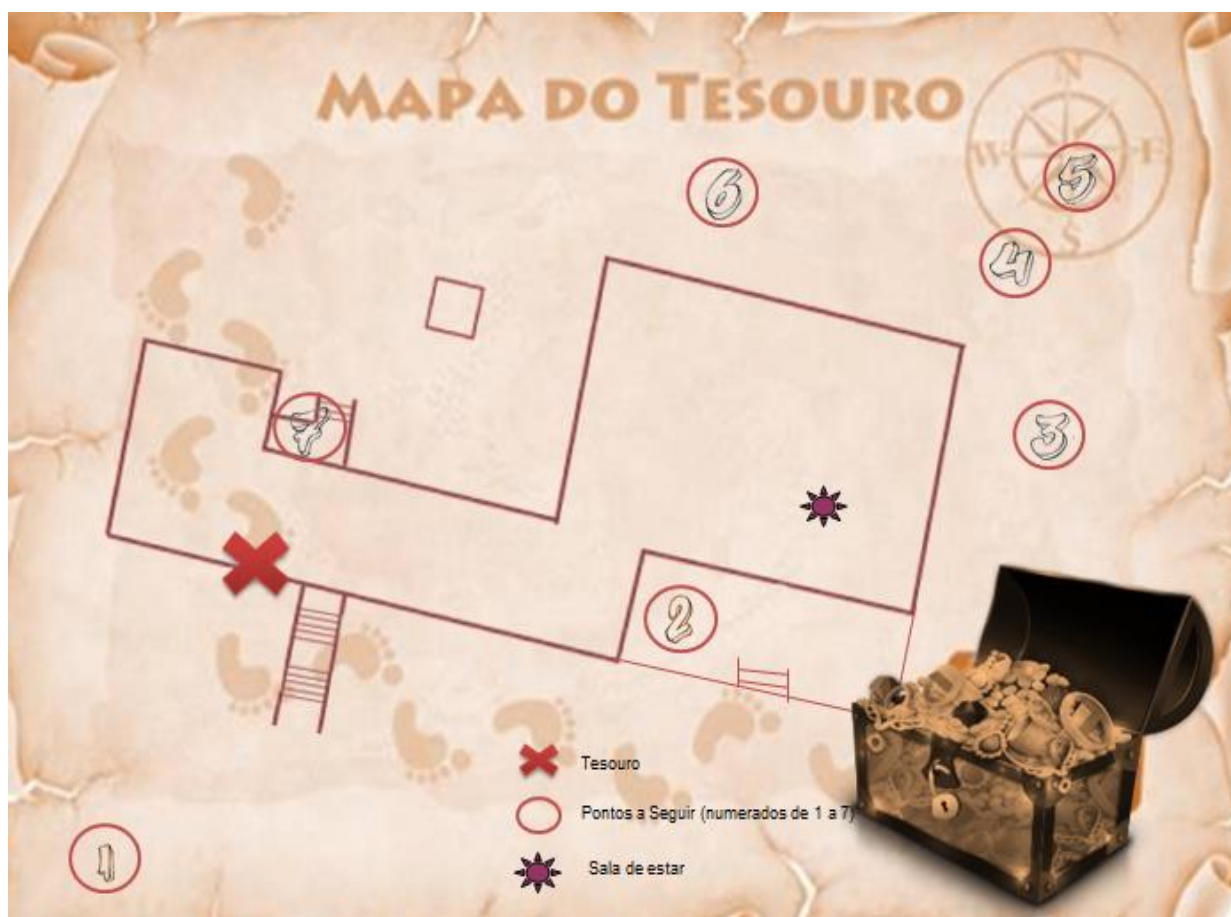 MAPA DO TESOURO
N
W E
S
6
5
4
7
3
2
1
Tesouro
Pontos a Seguir (numerados de 1 a 7)
Sala de estar